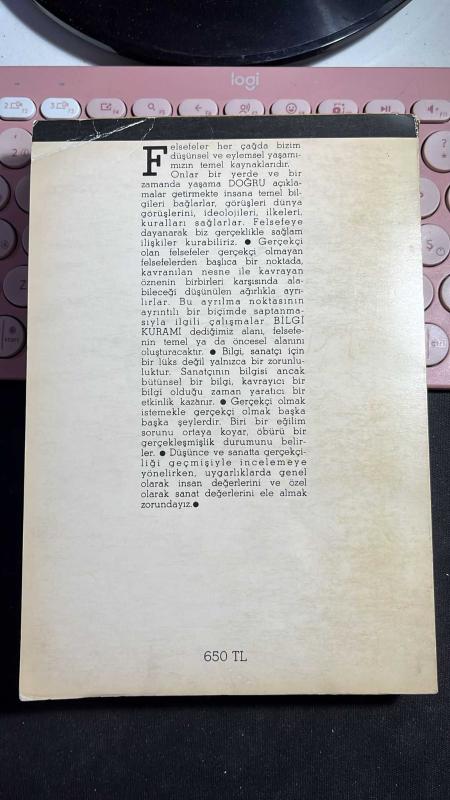 logi
Felsefeler her çağda bizim
düşünsel ve eylemsel yaşamı-
mızın temel kaynaklarıdır.
Onlar bir yerde ve bir
zamanda yaşama DOĞRU açıkla-
malar getirmekte insana temel bil-
gileri bağlarlar, görüşleri dünya
görüşlerini, ideolojileri, ilkeleri,
kuralları sağlarlar. Felsefeye
dayanarak biz gerçeklikle sağlam
ilişkiler kurabiliriz. ● Gerçekçi
olan felsefeler gerçekçi olmayan
felsefelerden başlıca bir noktada,
kavranılan nesne ile kavrayan
öznenin birbirleri karşısında ala-
bileceği düşünülen ağırlıkla ayrı-
lırlar. Bu ayrılma noktasının
ayrıntılı bir biçimde saptanma-
sıyla ilgili çalışmalar BİLGİ
KURAMI dediğimiz alanı, felsefe-
nin temel ya da öncesel alanını
oluşturacaktır. ● Bilgi, sanatçı için
bir lüks değil yalnızca bir zorunlu-
luktur. Sanatçının bilgisi ancak
bütünsel bir bilgi, kavrayıcı bir
bilgi olduğu zaman yaratıcı bir
etkinlik kazanır. ● Gerçekçi olmak
istemekle gerçekçi olmak başka
başka şeylerdir. Biri bir eğilim
sorunu ortaya koyar, öbürü bir
gerçekleşmişlik durumunu belir-
ler. ● Düşünce ve sanatta gerçekçi-
liği geçmişiyle incelemeye
yönelirken, uygarlıklarda genel
olarak insan değerlerini ve özel
olarak sanat değerlerini ele almak
zorundayız.●
650 TL